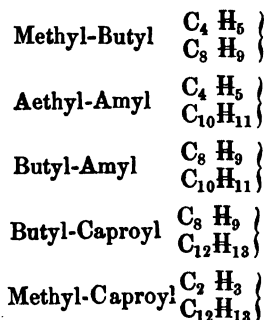 Methyl-Butyl
C₄ H₅
C₈ H₉
Aethyl-Amyl
C₄ H₅
C₁₀H₁₁
Butyl-Amyl
C₈ H₉
C₁₀H₁₁
Butyl-Caproyl
C₈ H₉
C₁₂H₁₃
Methyl-Caproyl
C₂ H₃
C₁₂H₁₃